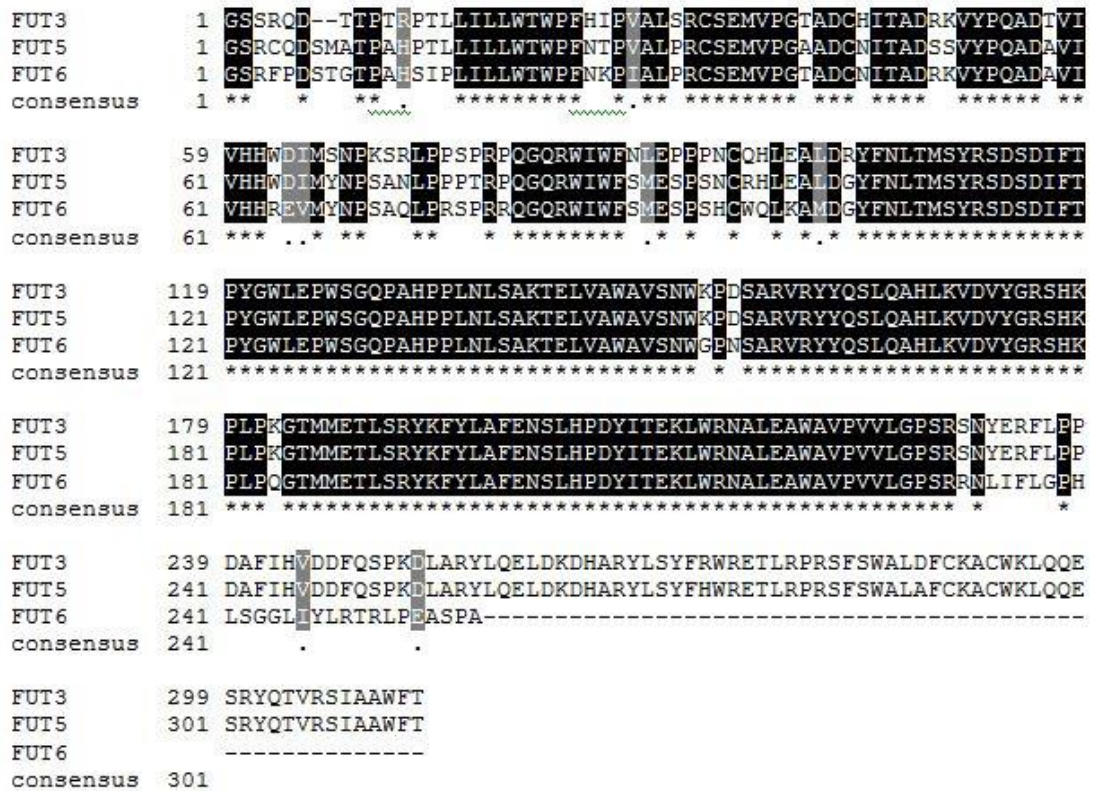 FUT3 1 GSSRQD--TTPTRPTLLILLWTWPFHIPVALSRCSEMVPGTADCHITADRKVYPQADTVI
FUT5 1 GSRCQDSMATPAHPTLLILLWTWPFNTPVALPRCSEMVPGAADCNITADSSVYPQADAVI
FUT6 1 GSRFPDSTGTPAHSIPLILLWTWPFNKPIALPRCSEMVPGTADCNITADRKVYPQADAVI
consensus 1 **   *    ** .   *********  *.** ******** *** ****  ****** **
FUT3 59 VHHWDIMSNPKSRLPPSPRPQGQRWIWFNLEPPPNCQHLEALDRYFNLTMSYRSDSDIFT
FUT5 61 VHHWDIMYNPSANLPPPTRPQGQRWIWFSMESPSNCRHLEALDGYFNLTMSYRSDSDIFT
FUT6 61 VHHREVMYNPSAQLPRSPRRQGQRWIWFSMESPSHCWQLKAMDGYFNLTMSYRSDSDIFT
consensus 61 *** ..* **   **   * ******** .* *  *  * *.* ****************
FUT3 119 PYGWLEPWSGQPAHPPLNLSAKTELVAWAVSNWKPDSARVRYYQSLQAHLKVDVYGRSHK
FUT5 121 PYGWLEPWSGQPAHPPLNLSAKTELVAWAVSNWKPDSARVRYYQSLQAHLKVDVYGRSHK
FUT6 121 PYGWLEPWSGQPAHPPLNLSAKTELVAWAVSNWGPNSARVRYYQSLQAHLKVDVYGRSHK
consensus 121 ********************************* * ************************
FUT3 179 PLPKGTMMETLSRYKFYLAFENSLHPDYITEKLWRNALEAWAVPVVLGPSRSNYERFLPP
FUT5 181 PLPKGTMMETLSRYKFYLAFENSLHPDYITEKLWRNALEAWAVPVVLGPSRSNYERFLPP
FUT6 181 PLPQGTMMETLSRYKFYLAFENSLHPDYITEKLWRNALEAWAVPVVLGPSRRNLIFLGPH
consensus 181 *** *********************************************** *     *
FUT3 239 DAFIHVDDFQSPKDLARYLQELDKDHARYLSYFRWRETLRPRSFSWALDFCKACWKLQQE
FUT5 241 DAFIHVDDFQSPKDLARYLQELDKDHARYLSYFHWRETLRPRSFSWALAFCKACWKLQQE
FUT6 241 LSGGLIYLRTRLPEASPA------------------------------------------
consensus 241      .       .
FUT3 299 SRYQTVRSIAAWFT
FUT5 301 SRYQTVRSIAAWFT
FUT6 --------------
consensus 301